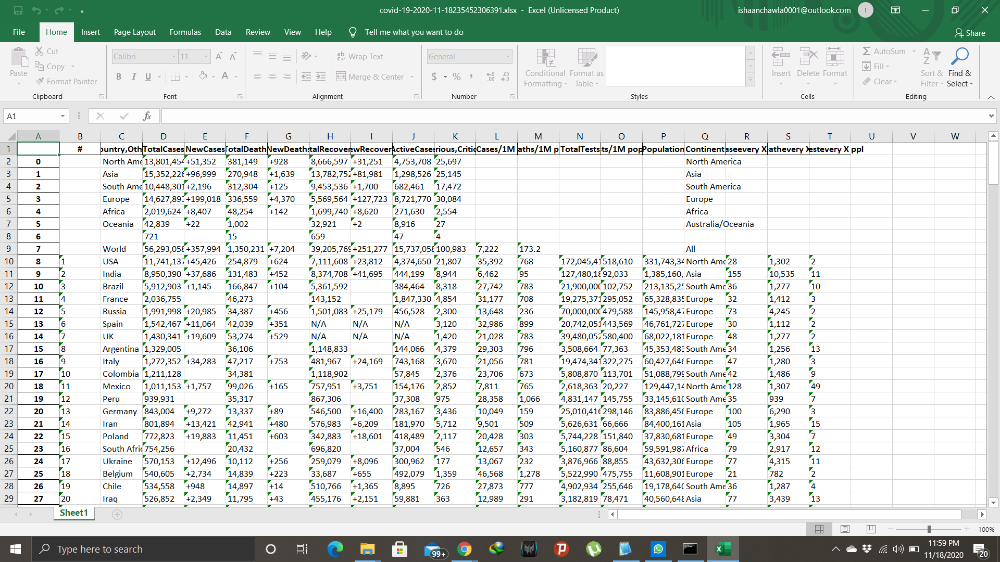 covid-19-2020-11-18235452306391.xlsx - Excel (Unlicensed Product)
ishaanchawla0001@outlook.com I
File Home Insert Page Layout Formulas Data Review View Help Tell me what you want to do Share
Paste Cut Copy Format Painter Clipboard
Calibri 11 B I U A Font
Wrap Text Merge & Center Alignment
General $ % Number
Conditional Formatting Format as Table Styles
Insert Delete Format Cells
AutoSum Fill Clear Sort & Filter Find & Select Editing
A1 fx
A B C D E F G H I J K L M N O P Q R S T U V W
1 # ountry,Oth TotalCases NewCases TotalDeath NewDeaths talRecover wRecover ActiveCase rious,Critic Cases/1M aths/1M p TotalTests ts/1M pop Population Continent aseevery X eathevery X estevery X ppl
2 0 North Ame 13,801,454 +51,352 381,149 +928 8,666,597 +31,251 4,753,708 25,697 North America
3 1 Asia 15,352,226 +96,999 270,948 +1,639 13,782,752 +81,981 1,298,526 25,145 Asia
4 2 South Ame 10,448,301 +2,196 312,304 +125 9,453,536 +1,700 682,461 17,472 South America
5 3 Europe 14,627,893 +199,018 336,559 +4,370 5,569,564 +127,723 8,721,770 30,084 Europe
6 4 Africa 2,019,624 +8,407 48,254 +142 1,699,740 +8,620 271,630 2,554 Africa
7 5 Oceania 42,839 +22 1,002 32,921 +2 8,916 27 Australia/Oceania
8 6 721 15 659 47 4
9 7 World 56,293,058 +357,994 1,350,231 +7,204 39,205,769 +251,277 15,737,058 100,983 7,222 173.2 All
10 8 1 USA 11,741,137 +45,426 254,879 +624 7,111,608 +23,812 4,374,650 21,807 35,392 768 172,045,41 518,610 331,743,34 North Ame 28 1,302 2
11 9 2 India 8,950,390 +37,686 131,483 +452 8,374,708 +41,695 444,199 8,944 6,462 95 127,480,18 92,033 1,385,160, Asia 155 10,535 11
12 10 3 Brazil 5,912,903 +1,145 166,847 +104 5,361,592 384,464 8,318 27,742 783 21,900,000 102,752 213,135,25 South Ame 36 1,277 10
13 11 4 France 2,036,755 46,273 143,152 1,847,330 4,854 31,177 708 19,275,371 295,052 65,328,835 Europe 32 1,412 3
14 12 5 Russia 1,991,998 +20,985 34,387 +456 1,501,083 +25,179 456,528 2,300 13,648 236 70,000,000 479,588 145,958,47 Europe 73 4,245 2
15 13 6 Spain 1,542,467 +11,064 42,039 +351 N/A N/A N/A 3,120 32,986 899 20,742,051 443,569 46,761,727 Europe 30 1,112 2
16 14 7 UK 1,430,341 +19,609 53,274 +529 N/A N/A N/A 1,420 21,028 783 39,480,052 580,400 68,022,181 Europe 48 1,277 2
17 15 8 Argentina 1,329,005 36,106 1,148,833 144,066 4,379 29,303 796 3,508,664 77,363 45,353,483 South Ame 34 1,256 13
18 16 9 Italy 1,272,352 +34,283 47,217 +753 481,967 +24,169 743,168 3,670 21,056 781 19,474,341 322,275 60,427,646 Europe 47 1,280 3
19 17 10 Colombia 1,211,128 34,381 1,118,902 57,845 2,376 23,706 673 5,808,870 113,701 51,088,799 South Ame 42 1,486 9
20 18 11 Mexico 1,011,153 +1,757 99,026 +165 757,951 +3,751 154,176 2,852 7,811 765 2,618,363 20,227 129,447,14 North Ame 128 1,307 49
21 19 12 Peru 939,931 35,317 867,306 37,308 975 28,358 1,066 4,831,147 145,755 33,145,610 South Ame 35 939 7
22 20 13 Germany 843,004 +9,272 13,337 +89 546,500 +16,400 283,167 3,436 10,049 159 25,010,416 298,146 83,886,456 Europe 100 6,290 3
23 21 14 Iran 801,894 +13,421 42,941 +480 576,983 +6,209 181,970 5,712 9,501 509 5,626,631 66,666 84,400,161 Asia 105 1,965 15
24 22 15 Poland 772,823 +19,883 11,451 +603 342,883 +18,601 418,489 2,117 20,428 303 5,744,228 151,840 37,830,681 Europe 49 3,304 7
25 23 16 South Afric 754,256 20,432 696,820 37,004 546 12,657 343 5,160,877 86,604 59,591,987 Africa 79 2,917 12
26 24 17 Ukraine 570,153 +12,496 10,112 +256 259,079 +8,096 300,962 177 13,067 232 3,876,966 88,855 43,632,306 Europe 77 4,315 11
27 25 18 Belgium 540,605 +2,734 14,839 +223 33,687 +655 492,079 1,359 46,568 1,278 5,522,990 475,755 11,608,901 Europe 21 782 2
28 26 19 Chile 534,558 +948 14,897 +14 510,766 +1,365 8,895 726 27,873 777 4,902,934 255,646 19,178,640 South Ame 36 1,287 4
29 27 20 Iraq 526,852 +2,349 11,795 +43 455,176 +2,151 59,881 363 12,989 291 3,182,819 78,471 40,560,648 Asia 77 3,439 13
Sheet1
100%
Type here to search 99+ 11:59 PM
11/18/2020 20